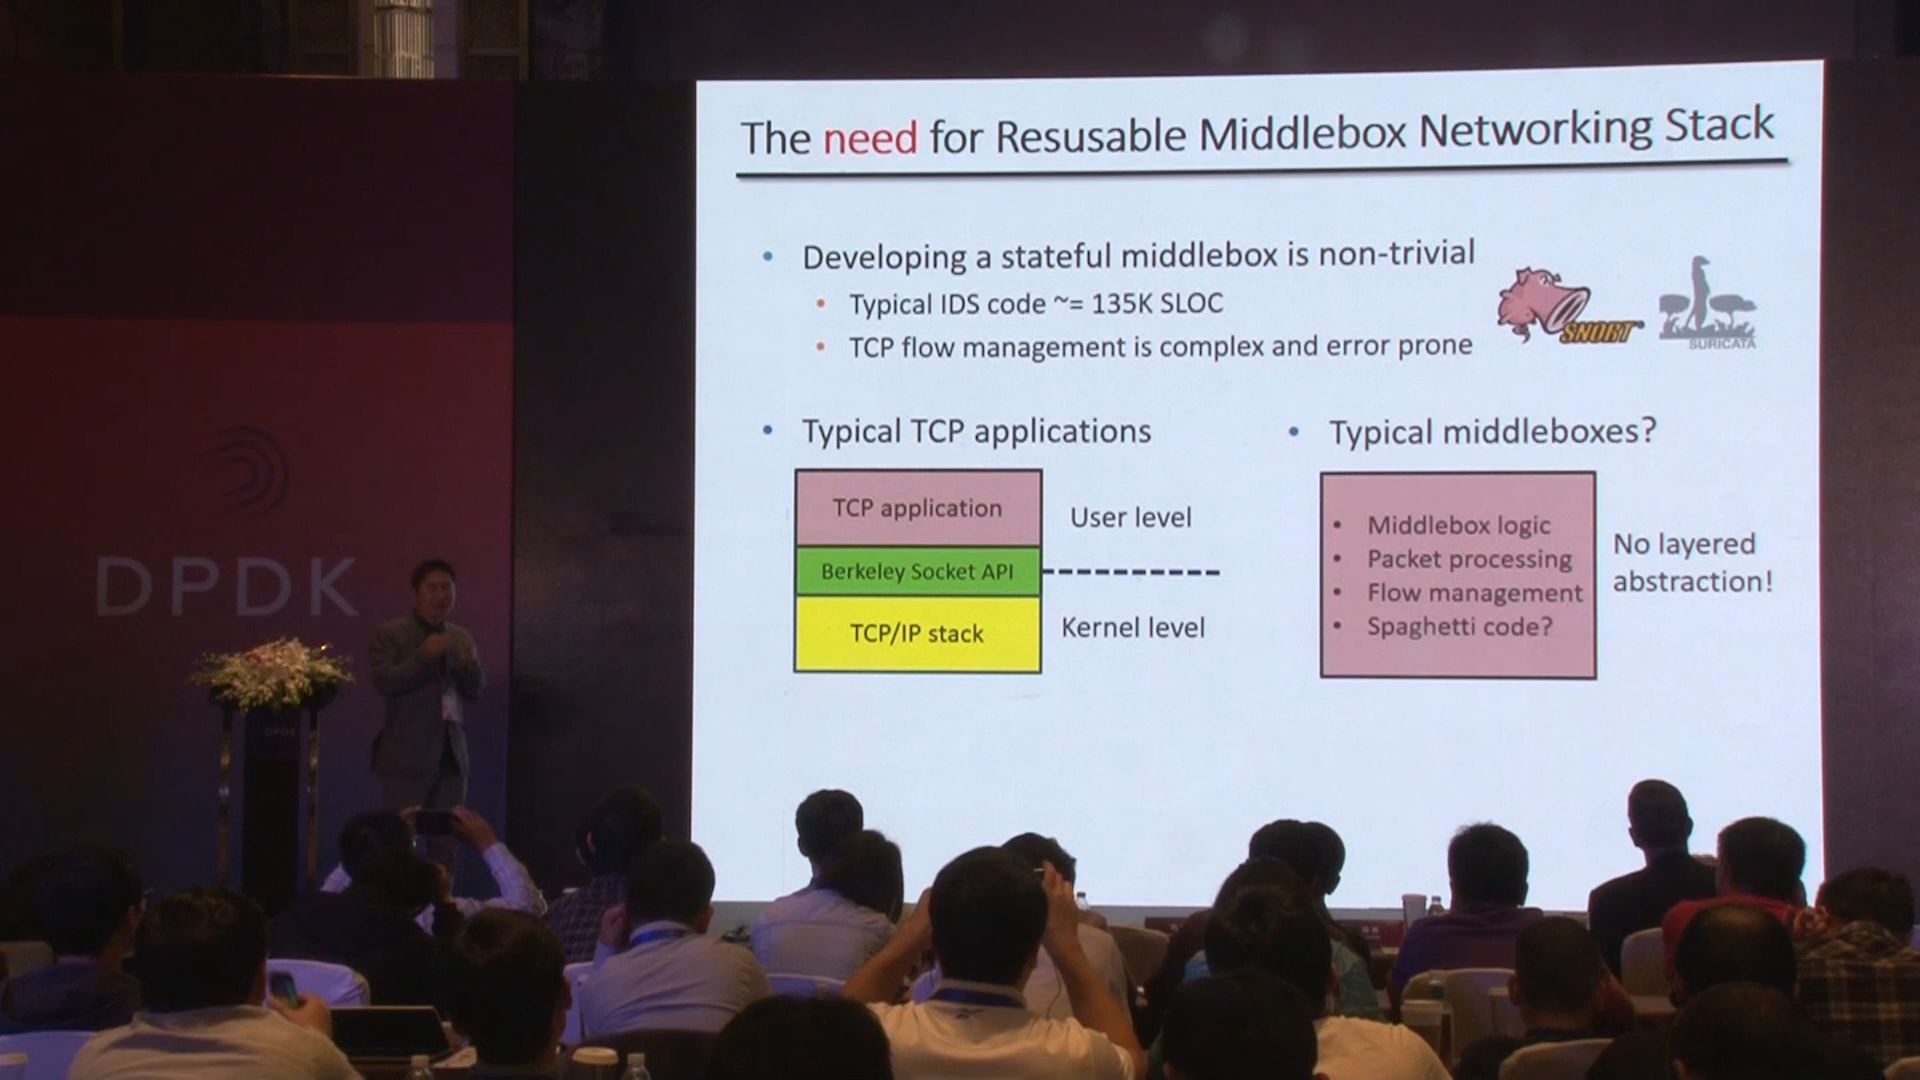 The need for Resusable Middlebox Networking Stack
• Developing a stateful middlebox is non-trivial
• Typical IDS code ~= 135K SLOC
• TCP flow management is complex and error prone
SNORT
SURICATA
• Typical TCP applications
TCP application
Berkeley Socket API
TCP/IP stack
User level
Kernel level
• Typical middleboxes?
• Middlebox logic
• Packet processing
• Flow management
• Spaghetti code?
No layered
abstraction!
DPDK
DPDK